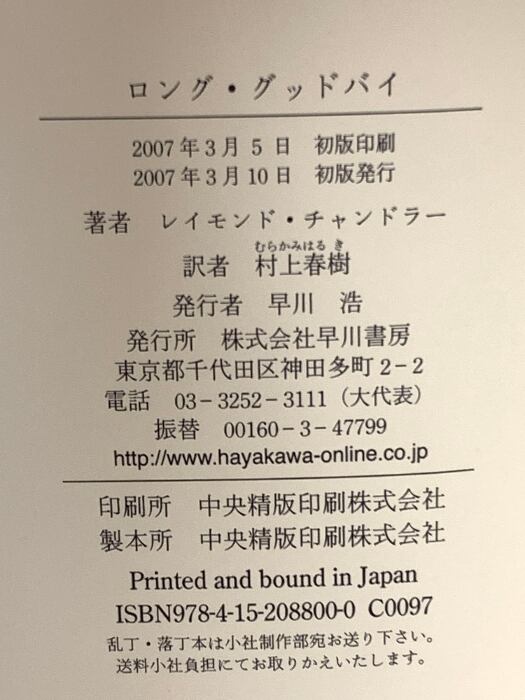 ロング・グッドバイ
2007年3月5日　初版印刷
2007年3月10日　初版発行
著者　レイモンド・チャンドラー
むらかみはるき
訳者　村上春樹
発行者　早川　浩
発行所　株式会社早川書房
東京都千代田区神田多町2－2
電話　03－3252－3111（大代表）
振替　00160－3－47799
http://www.hayakawa-online.co.jp
印刷所　中央精版印刷株式会社
製本所　中央精版印刷株式会社
Printed and bound in Japan
ISBN978-4-15-208800-0　C0097
乱丁・落丁本は小社制作部宛お送り下さい。
送料小社負担にてお取りかえいたします。